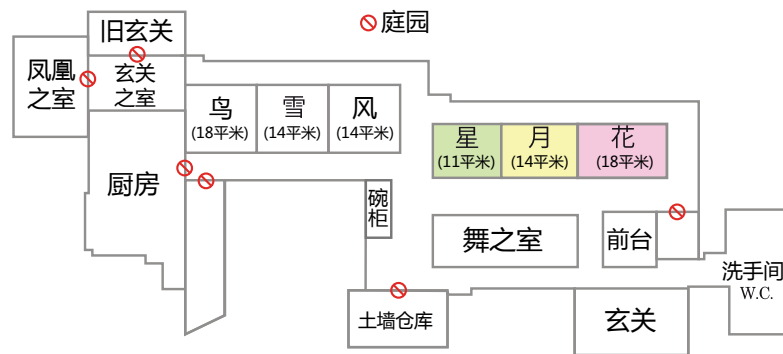 旧玄关
庭园
凤凰
之室
玄关
之室
鸟
(18平米)
雪
(14平米)
风
(14平米)
星
(11平米)
月
(14平米)
花
(18平米)
厨房
碗
柜
舞之室
前台
洗手间
W.C.
土墙仓库
玄关